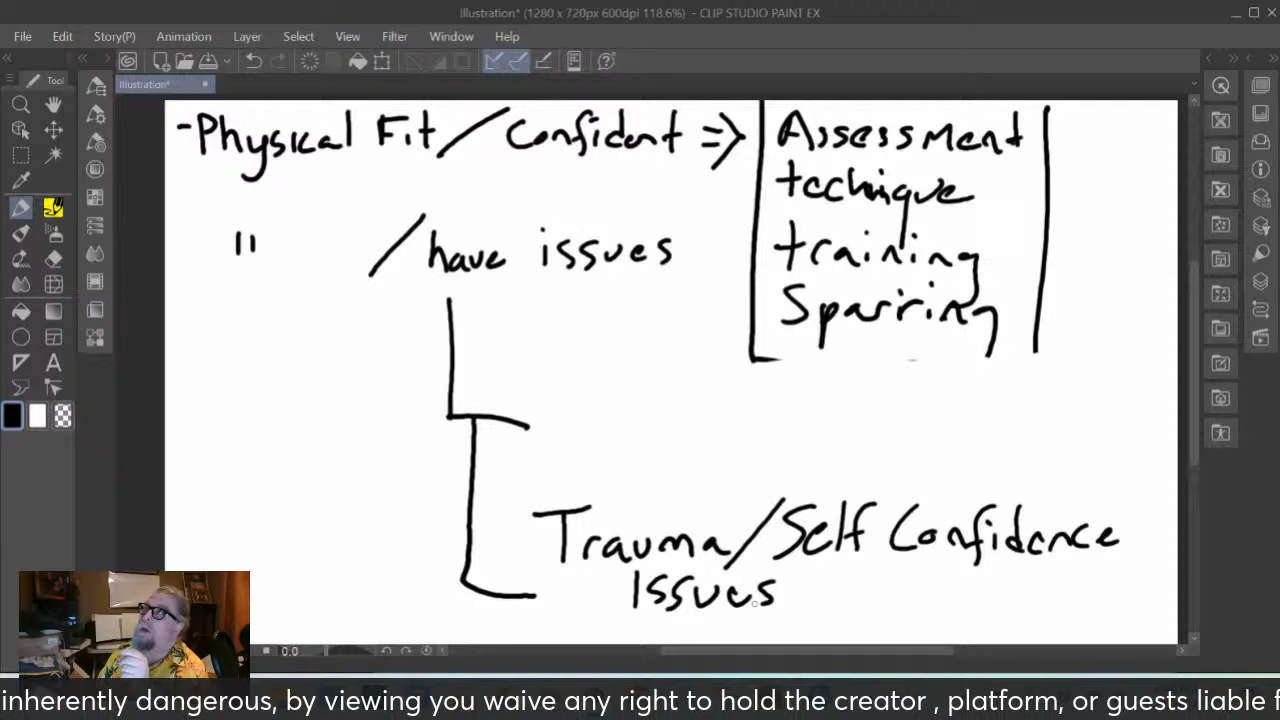 Illustration* (1280 x 720px 600dpi 118.6%) - CLIP STUDIO PAINT EX
File Edit Story(P) Animation Layer Select View Filter Window Help
Tool
Illustration*
-Physical Fit / Confident =>
Assessment
technique
training
Sparring
" / have issues
Trauma/Self Confidence
Issues
0.0
inherently dangerous, by viewing you waive any right to hold the creator , platform, or guests liable f